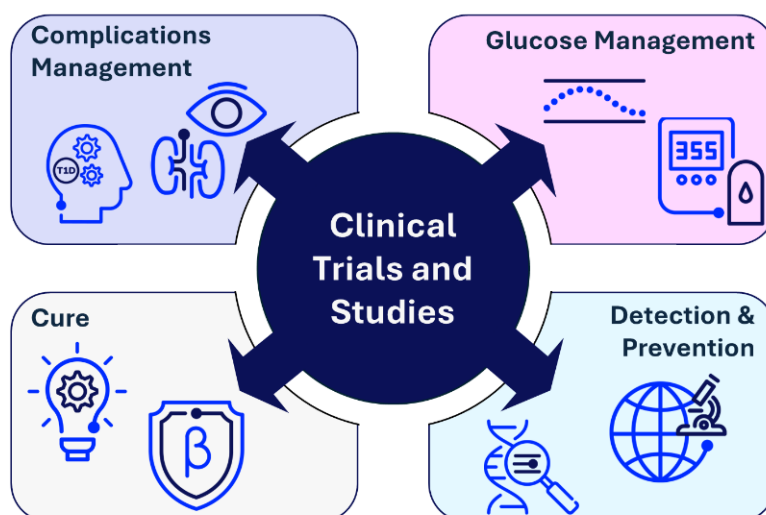 Complications
Management
T1D
Glucose Management
355
Clinical
Trials and
Studies
Cure
β
Detection &
Prevention